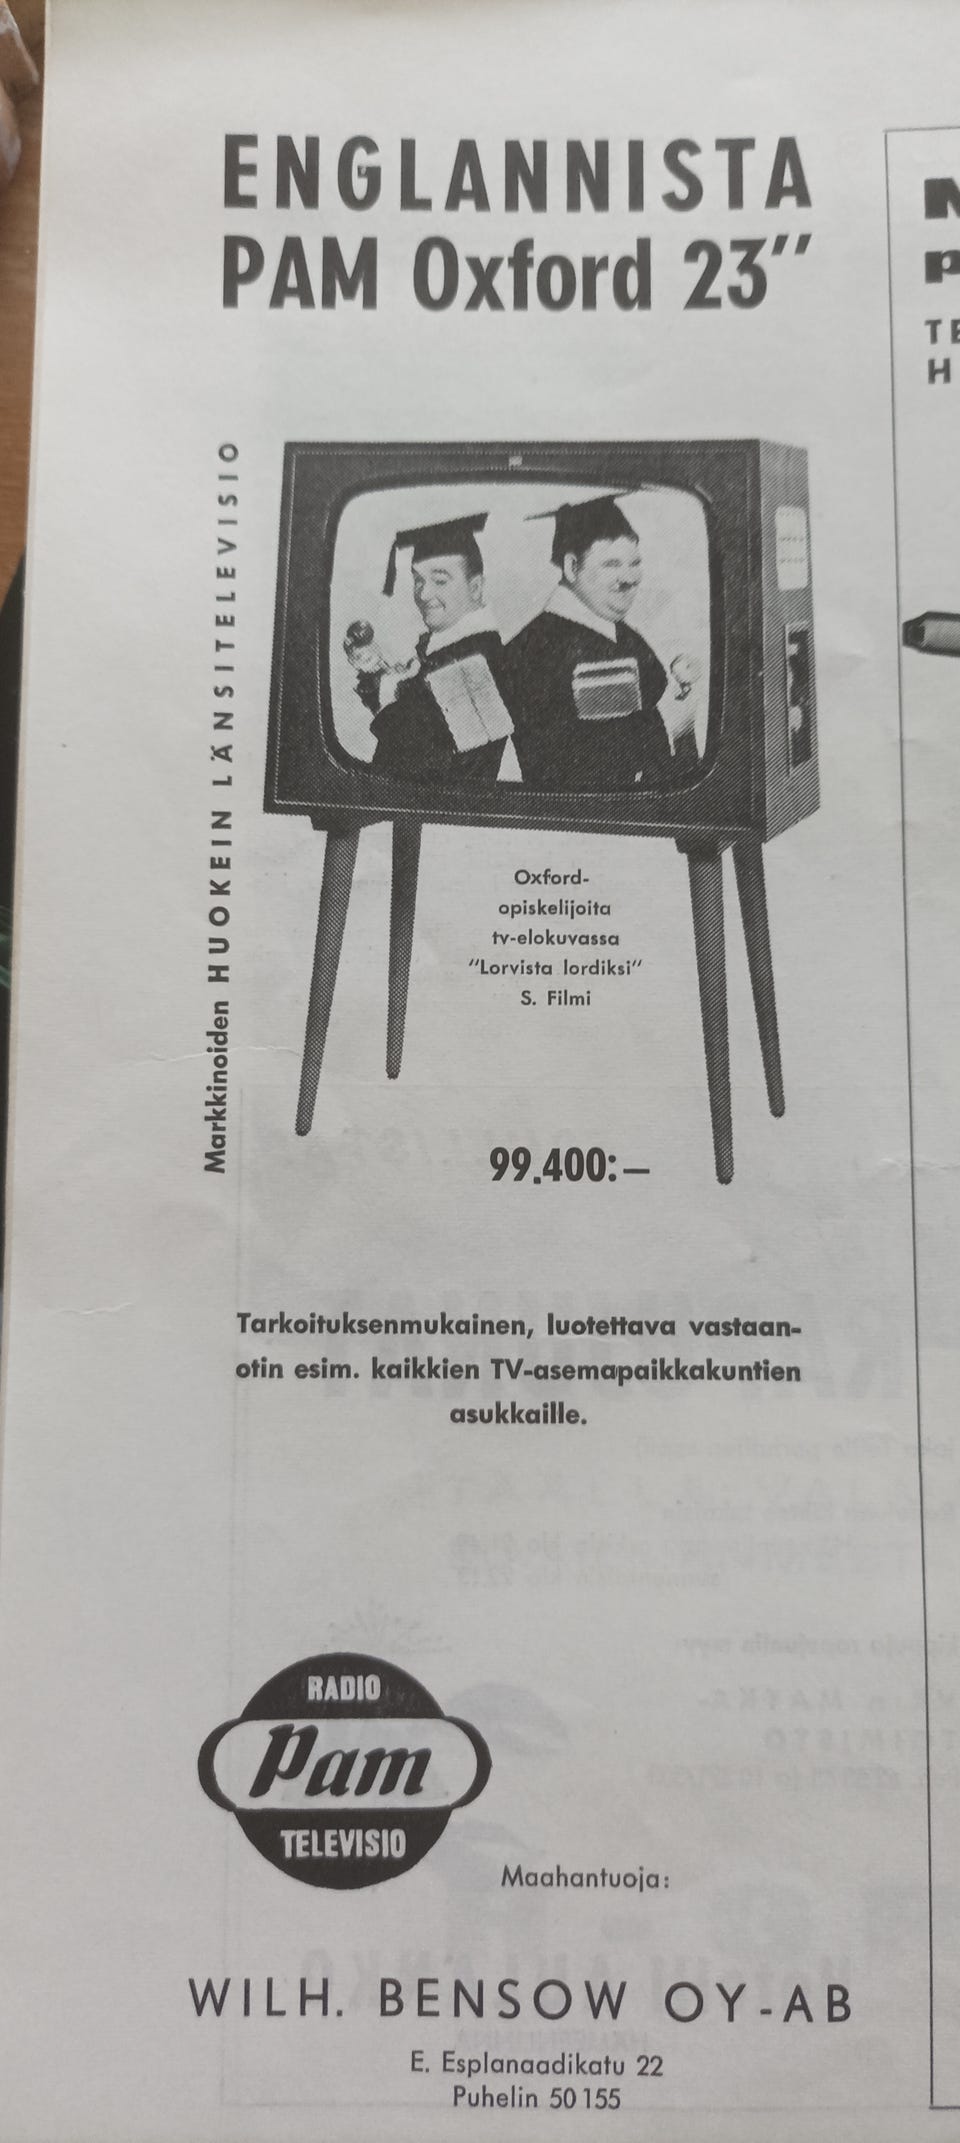 ENGLANNISTA
PAM Oxford 23"
Markkinoiden HUOKEIN LÄNSITELEVISIO
Oxford-
opiskelijoita
tv-elokuvassa
"Lorvista lordiksi"
S. Filmi
99.400:—
Tarkoituksenmukainen, luotettava vastaan-
otin esim. kaikkien TV-asemapaikkakuntien
asukkaille.
RADIO
Pam
TELEVISIO
Maahantuoja:
WILH. BENSOW OY-AB
E. Esplanaadikatu 22
Puhelin 50 155
TE
H